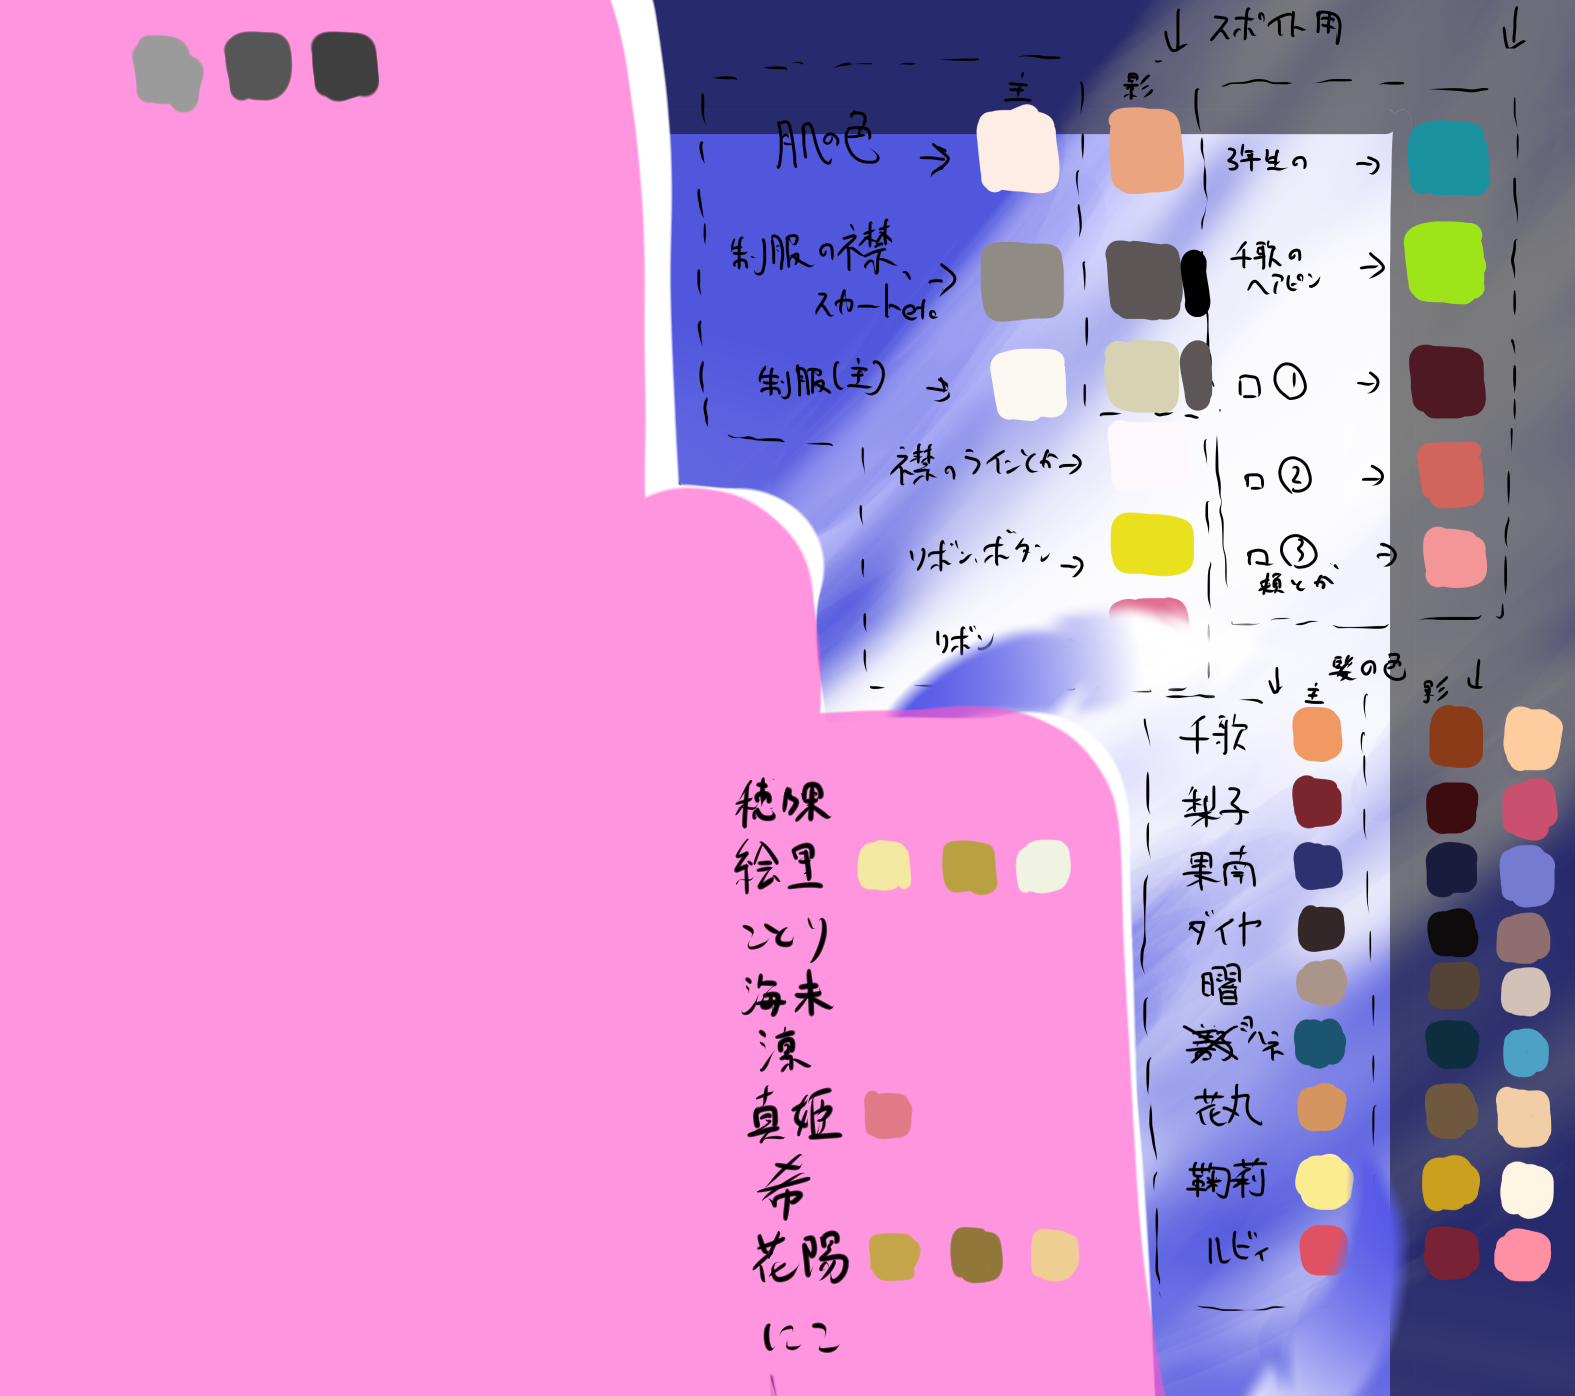 ↓ スポイト用 ↓
主 影
肌の色 →
制服の襟、
スカートetc. →
制服(主) →
襟のラインとか→
リボン、ボタン→
リボン
3年生の →
千歌の
ヘアピン →
口① →
口② →
口③ →
頬とか、
↓ 髪の色 ↓
主 影
千歌
梨子
果南
ダイヤ
曜
ヨハネ
花丸
鞠莉
ルビィ
穂乃果
絵里
ことり
海未
凛
真姫
希
花陽
にこ